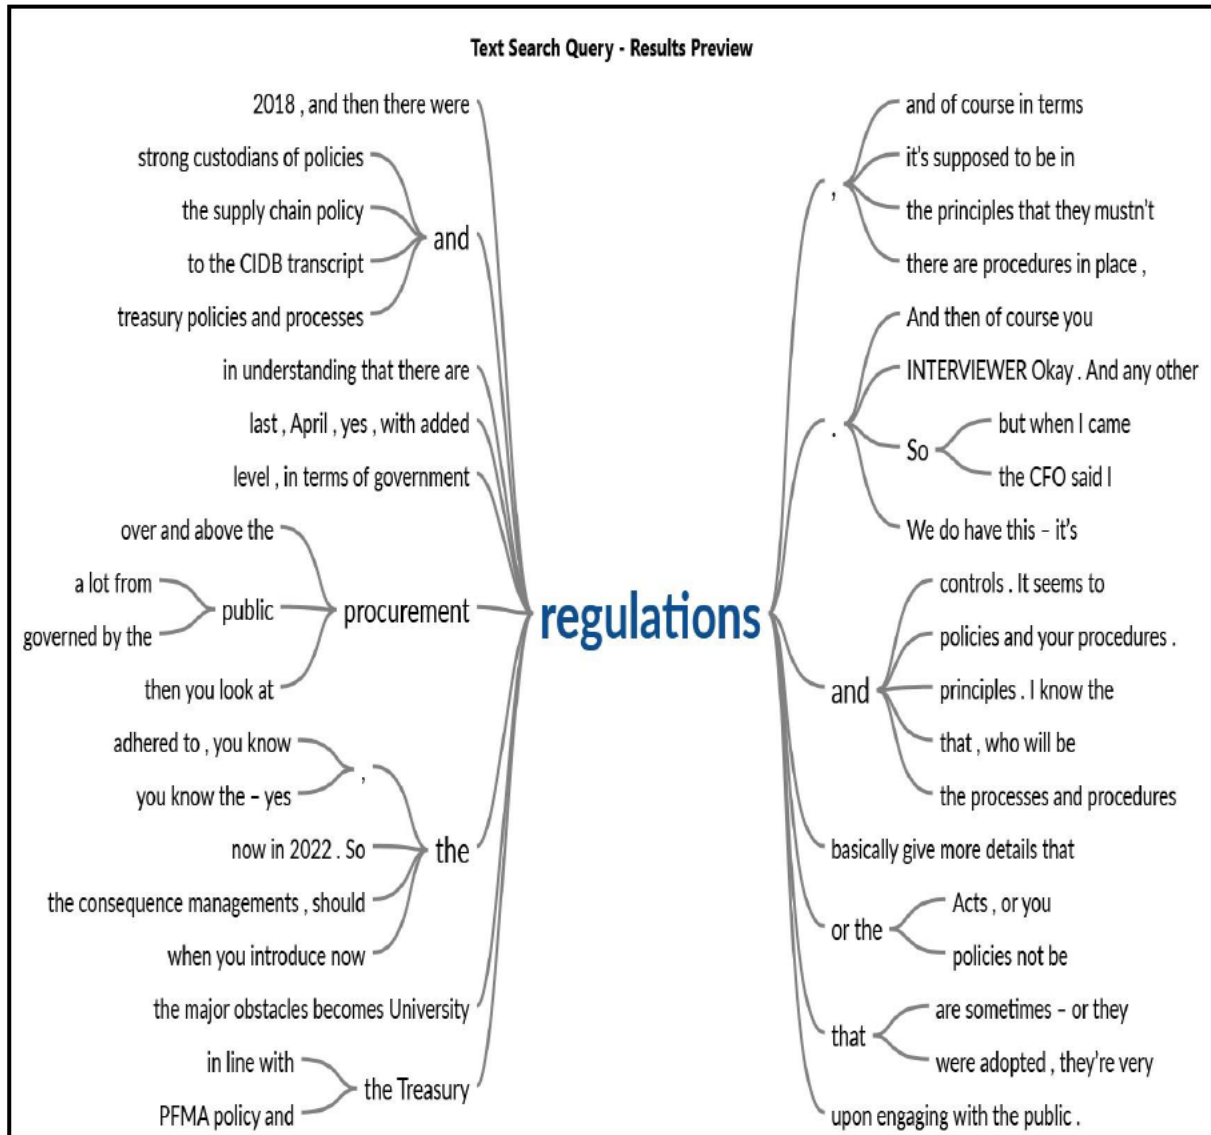 Text Search Query - Results Preview
2018 , and then there were
strong custodians of policies
the supply chain policy
to the CIDB transcript
treasury policies and processes
and
in understanding that there are
last , April , yes , with added
level , in terms of government
over and above the
a lot from
governed by the
public
then you look at
procurement
adhered to , you know
you know the – yes
,
now in 2022 . So
the consequence managements , should
when you introduce now
the
the major obstacles becomes University
in line with
PFMA policy and
the Treasury
regulations
,
and of course in terms
it's supposed to be in
the principles that they mustn't
there are procedures in place ,
.
And then of course you
INTERVIEWER Okay . And any other
So
but when I came
the CFO said I
We do have this – it's
and
controls . It seems to
policies and your procedures .
principles . I know the
that , who will be
the processes and procedures
basically give more details that
or the
Acts , or you
policies not be
that
are sometimes – or they
were adopted , they're very
upon engaging with the public .